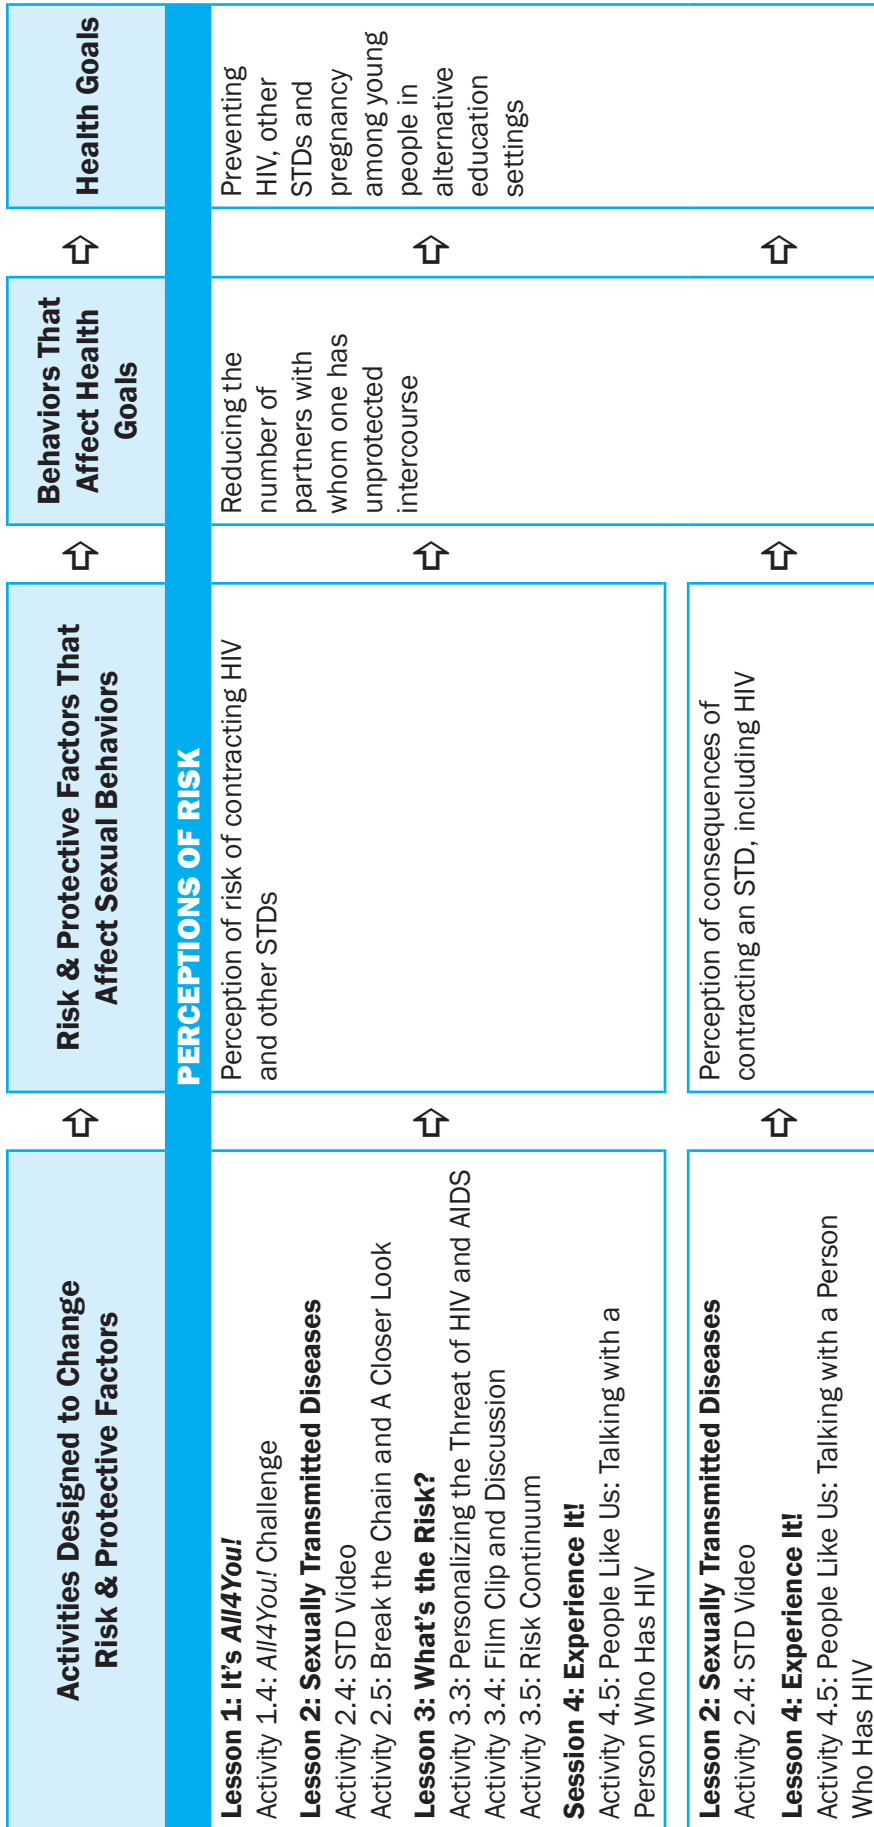 Activities Designed to Change
Risk & Protective Factors
⇨
Risk & Protective Factors That
Affect Sexual Behaviors
⇨
Behaviors That
Affect Health
Goals
⇨
Health Goals
PERCEPTIONS OF RISK
Lesson 1: It's All4You!
Activity 1.4: All4You! Challenge
Lesson 2: Sexually Transmitted Diseases
Activity 2.4: STD Video
Activity 2.5: Break the Chain and A Closer Look
Lesson 3: What's the Risk?
Activity 3.3: Personalizing the Threat of HIV and AIDS
Activity 3.4: Film Clip and Discussion
Activity 3.5: Risk Continuum
Session 4: Experience It!
Activity 4.5: People Like Us: Talking with a
Person Who Has HIV
⇨
Perception of risk of contracting HIV
and other STDs
⇨
Reducing the
number of
partners with
whom one has
unprotected
intercourse
⇨
Preventing
HIV, other
STDs and
pregnancy
among young
people in
alternative
education
settings
Lesson 2: Sexually Transmitted Diseases
Activity 2.4: STD Video
Lesson 4: Experience It!
Activity 4.5: People Like Us: Talking with a Person
Who Has HIV
⇨
Perception of consequences of
contracting an STD, including HIV
⇨
⇨